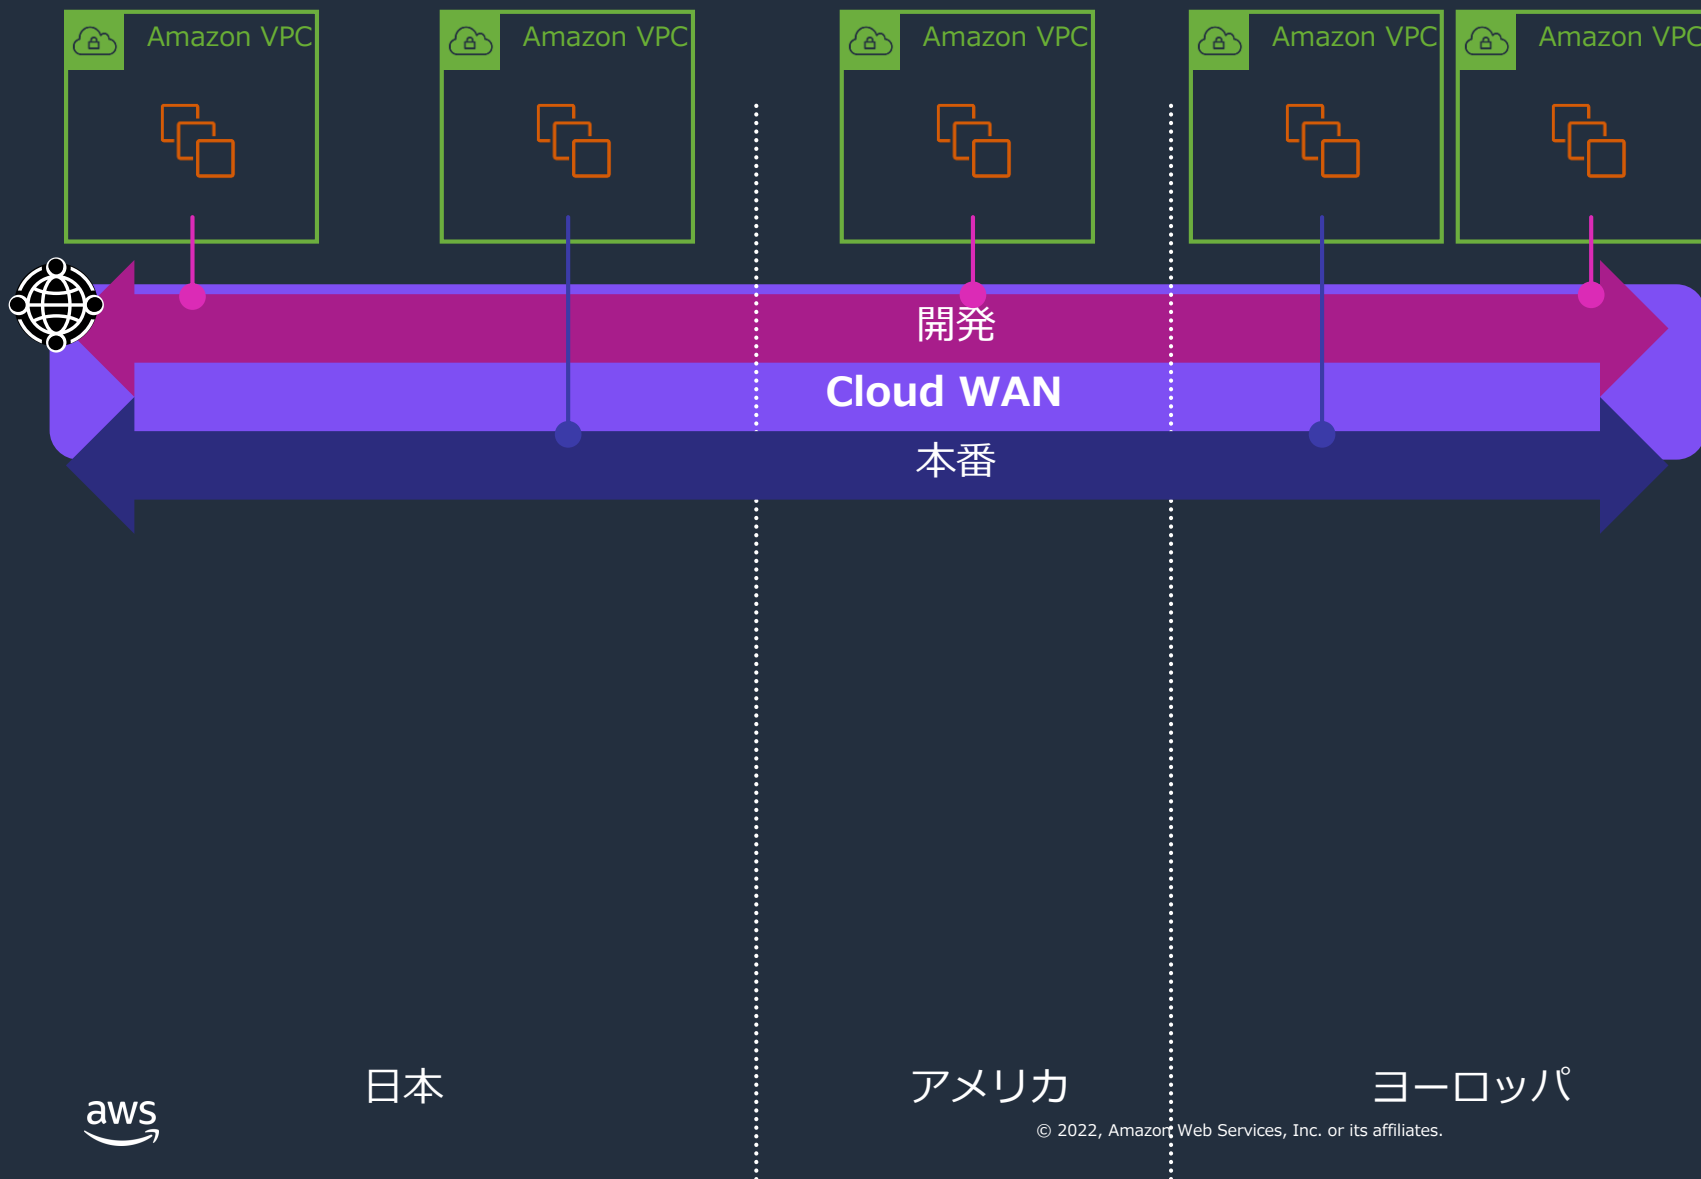 Amazon VPC
Amazon VPC
Amazon VPC
Amazon VPC
Amazon VPC
開発
Cloud WAN
本番
日本
アメリカ
ヨーロッパ
aws
© 2022, Amazon Web Services, Inc. or its affiliates.